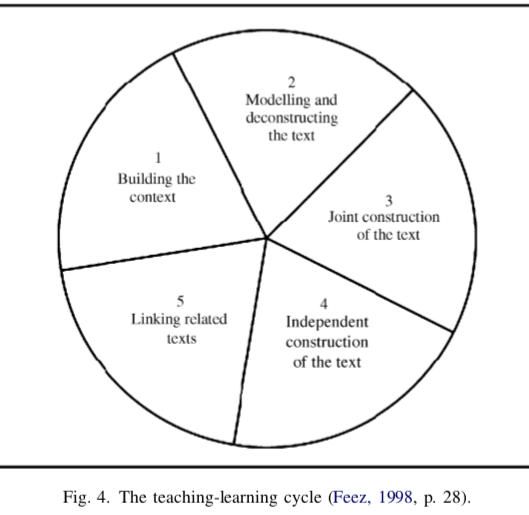 1
Building the
context
2
Modelling and
deconstructing
the text
3
Joint construction
of the text
4
Independent
construction
of the text
5
Linking related
texts
Fig. 4. The teaching-learning cycle (Feez, 1998, p. 28).